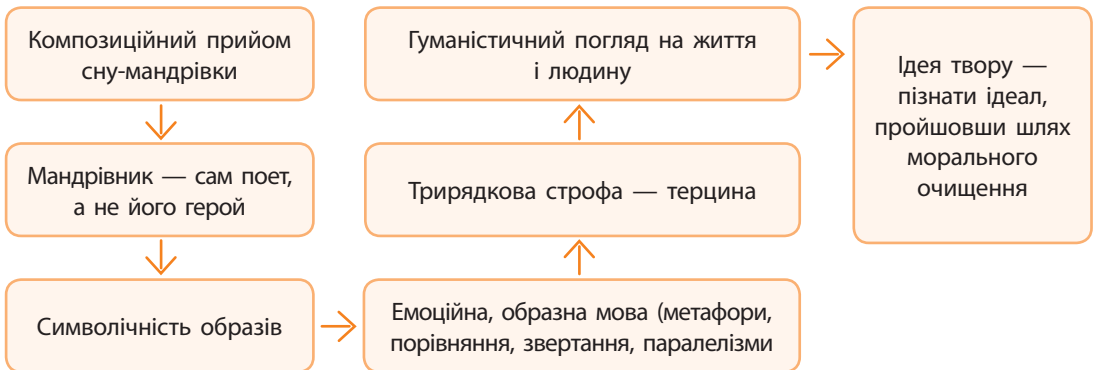 Композиційний прийом
сну-мандрівки
Мандрівник — сам поет,
а не його герой
Символічність образів
Емоційна, образна мова (метафори,
порівняння, звертання, паралелізми
Трирядкова строфа — терцина
Гуманістичний погляд на життя
і людину
Ідея твору —
пізнати ідеал,
пройшовши шлях
морального
очищення